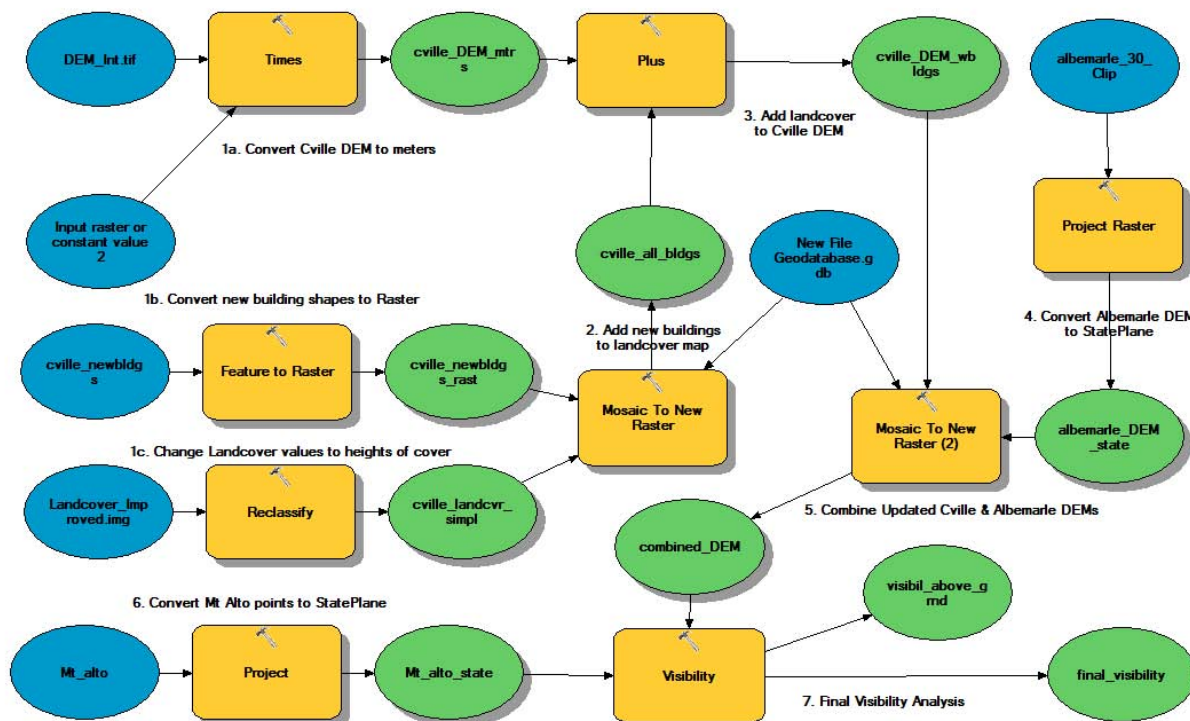 DEM_Int.tif
Times
cville_DEM_mtr
s
Plus
cville_DEM_wb
ldgs
albemarle_30_
Clip
1a. Convert Cville DEM to meters
3. Add landcover
to Cville DEM
Input raster or
constant value
2
cville_all_bldgs
New File
Geodatabase.g
db
Project Raster
1b. Convert new building shapes to Raster
2. Add new buildings
to landcover map
4. Convert Albemarle DEM
to StatePlane
cville_newbldg
s
Feature to Raster
cville_newbldg
s_rast
Mosaic To New
Raster
Mosaic To New
Raster (2)
albemarle_DEM
_state
1c. Change Landcover values to heights of cover
Landcover_Imp
roved.img
Reclassify
cville_landcvr_
simpl
5. Combine Updated Cville & Albemarle DEMs
combined_DEM
visibil_above_g
rnd
6. Convert Mt Alto points to StatePlane
Mt_alto
Project
Mt_alto_state
Visibility
final_visibility
7. Final Visibility Analysis